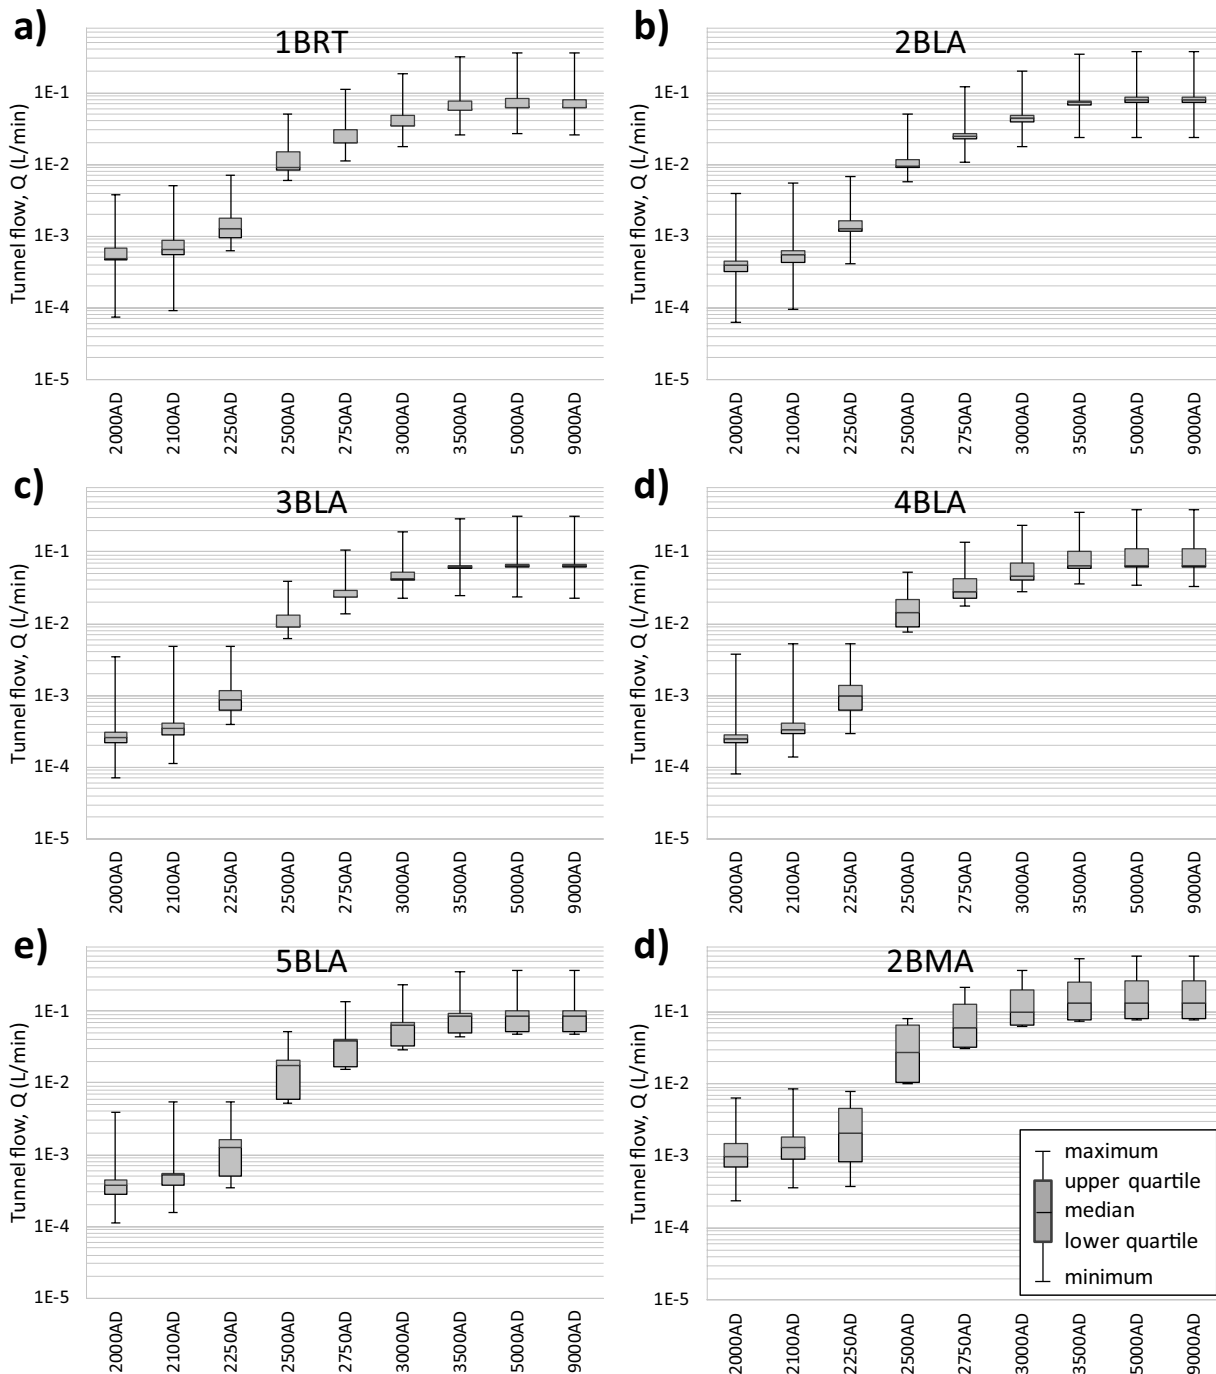 a)
1BRT
Tunnel flow, Q (L/min)
1E-1
1E-2
1E-3
1E-4
1E-5
2000AD
2100AD
2250AD
2500AD
2750AD
3000AD
3500AD
5000AD
9000AD
b)
2BLA
Tunnel flow, Q (L/min)
1E-1
1E-2
1E-3
1E-4
1E-5
2000AD
2100AD
2250AD
2500AD
2750AD
3000AD
3500AD
5000AD
9000AD
c)
3BLA
Tunnel flow, Q (L/min)
1E-1
1E-2
1E-3
1E-4
1E-5
2000AD
2100AD
2250AD
2500AD
2750AD
3000AD
3500AD
5000AD
9000AD
d)
4BLA
Tunnel flow, Q (L/min)
1E-1
1E-2
1E-3
1E-4
1E-5
2000AD
2100AD
2250AD
2500AD
2750AD
3000AD
3500AD
5000AD
9000AD
e)
5BLA
Tunnel flow, Q (L/min)
1E-1
1E-2
1E-3
1E-4
1E-5
2000AD
2100AD
2250AD
2500AD
2750AD
3000AD
3500AD
5000AD
9000AD
d)
2BMA
Tunnel flow, Q (L/min)
1E-1
1E-2
1E-3
1E-4
1E-5
2000AD
2100AD
2250AD
2500AD
2750AD
3000AD
3500AD
5000AD
9000AD
maximum
upper quartile
median
lower quartile
minimum